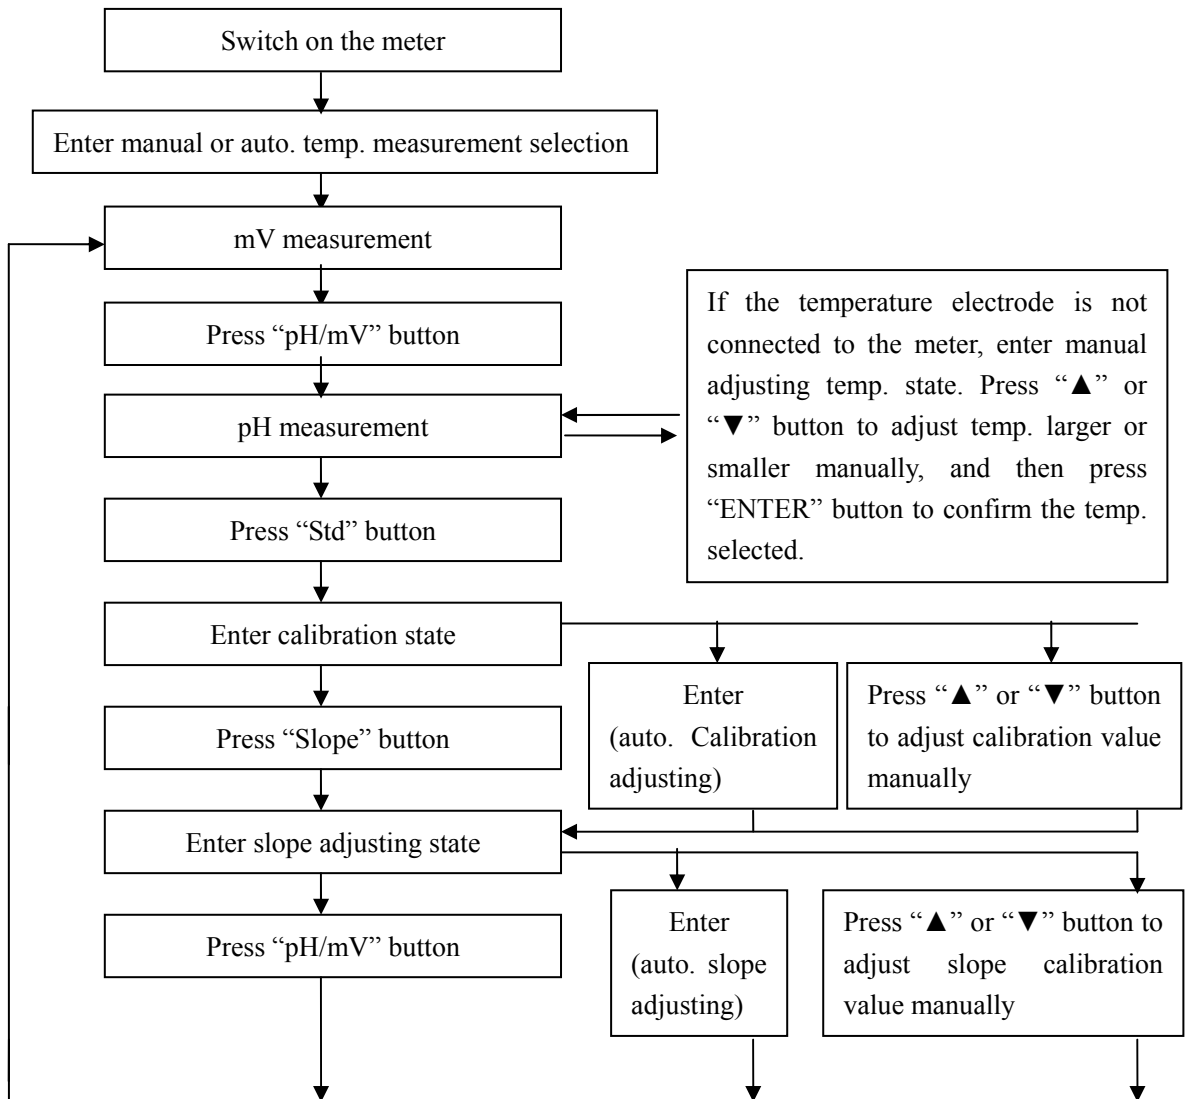 Switch on the meter
Enter manual or auto. temp. measurement selection
mV measurement
Press “pH/mV” button
pH measurement
If the temperature electrode is not
connected to the meter, enter manual
adjusting temp. state. Press “▲” or
“▼” button to adjust temp. larger or
smaller manually, and then press
“ENTER” button to confirm the temp.
selected.
Press “Std” button
Enter calibration state
Enter
(auto. Calibration
adjusting)
Press “▲” or “▼” button
to adjust calibration value
manually
Press “Slope” button
Enter slope adjusting state
Enter
(auto. slope
adjusting)
Press “▲” or “▼” button to
adjust slope calibration
value manually
Press “pH/mV” button